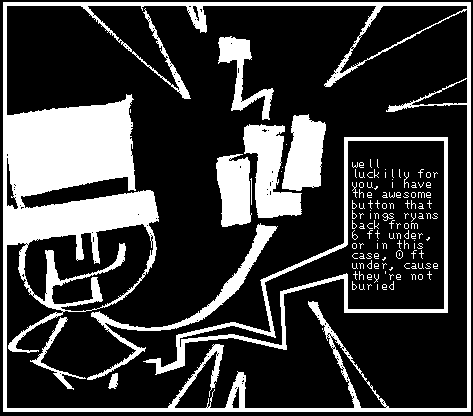 well
luckilly for
you, i have
the awesome
button that
brings ryans
back from
6 ft under,
or in this
case, 0 ft
under, cause
they're not
buried